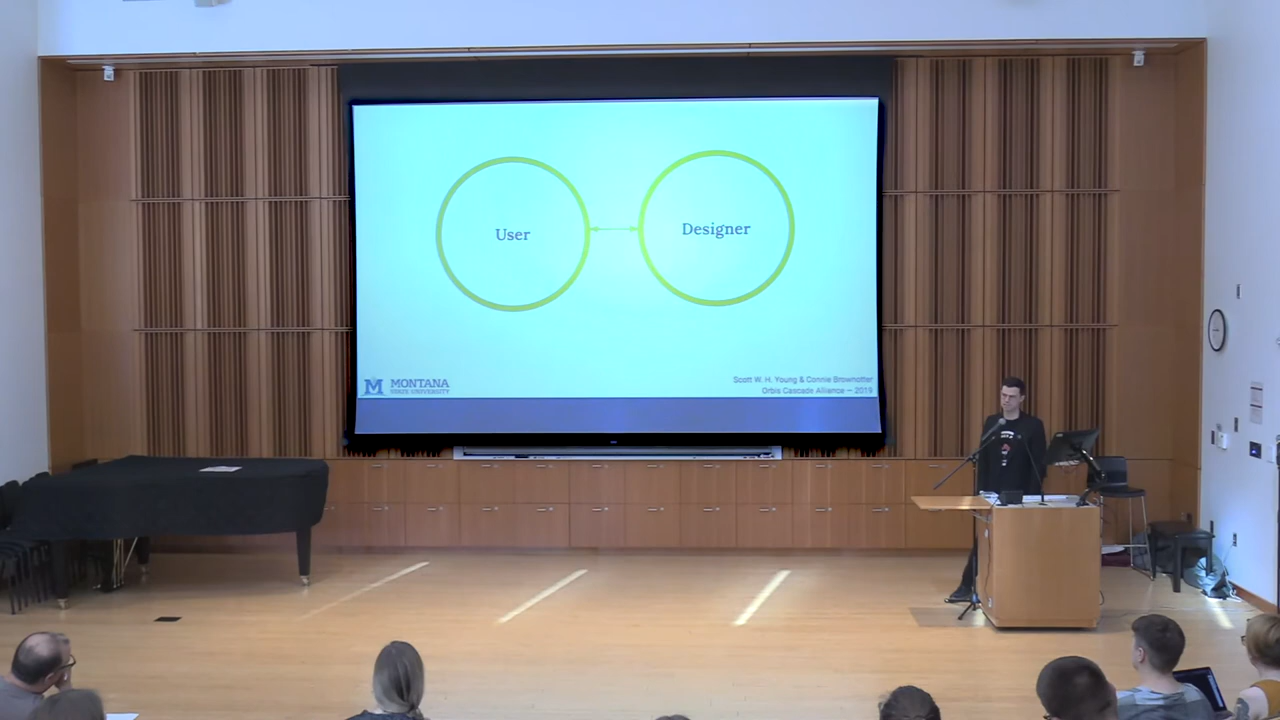 User
Designer
MONTANA
STATE UNIVERSITY
Scott W. H. Young & Connie Brownotter
Orbis Cascade Alliance – 2019